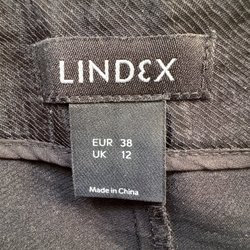 LINDEX
EUR 38
UK 12
Made in China